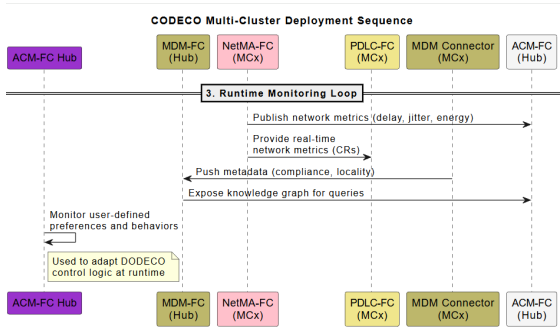 CODECO Multi-Cluster Deployment Sequence
ACM-FC Hub
MDM-FC
(Hub)
NetMA-FC
(MCx)
PDLC-FC
(MCx)
MDM Connector
(MCx)
ACM-FC
(Hub)
3. Runtime Monitoring Loop
Publish network metrics (delay, jitter, energy)
Provide real-time
network metrics (CRs)
Push metadata (compliance, locality)
Expose knowledge graph for queries
Monitor user-defined
preferences and behaviors
Used to adapt DODECO
control logic at runtime
ACM-FC Hub
MDM-FC
(Hub)
NetMA-FC
(MCx)
PDLC-FC
(MCx)
MDM Connector
(MCx)
ACM-FC
(Hub)